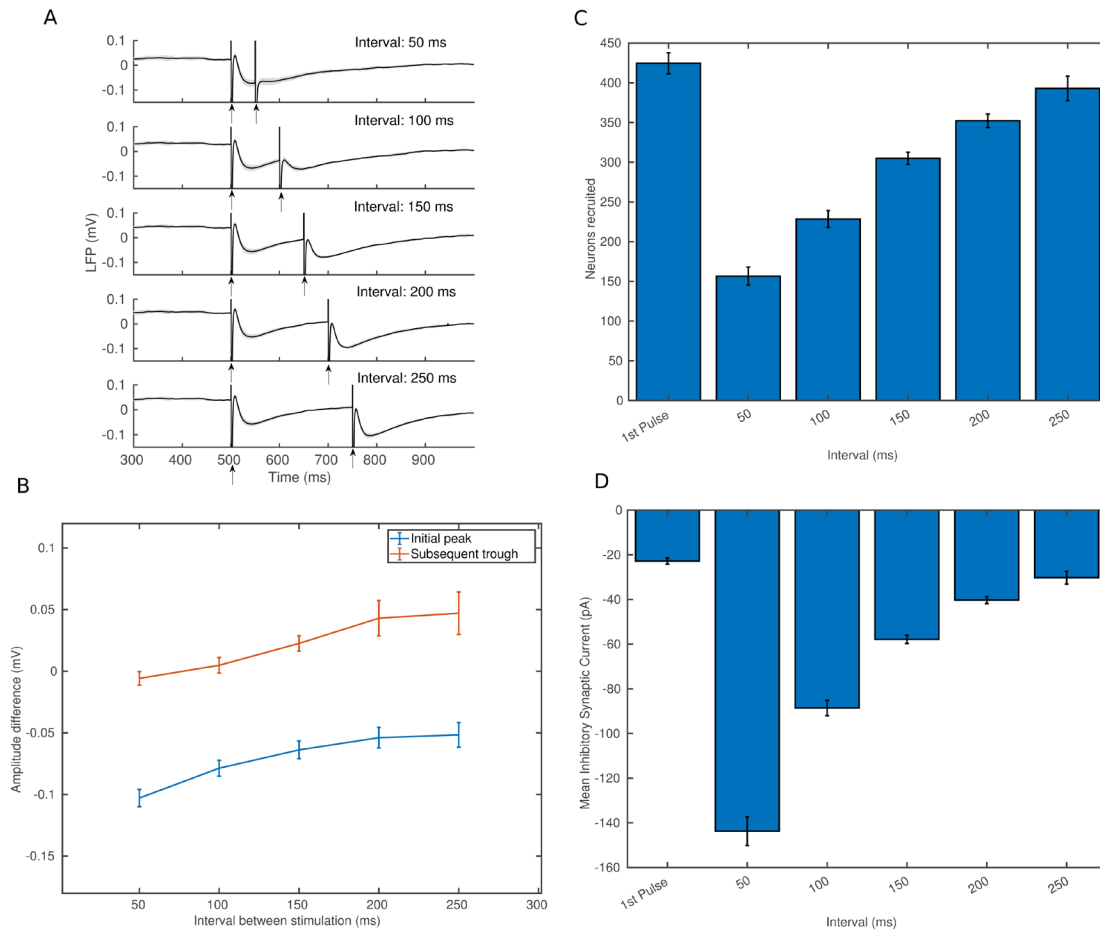 A
Interval: 50 ms
0.1
0
-0.1
Interval: 100 ms
0.1
0
-0.1
Interval: 150 ms
0.1
0
-0.1
Interval: 200 ms
0.1
0
-0.1
Interval: 250 ms
0.1
0
-0.1
LFP (mV)
300 400 500 600 700 800 900
Time (ms)
B
Initial peak
Subsequent trough
0.1
0.05
0
-0.05
-0.1
-0.15
Amplitude difference (mV)
50 100 150 200 250 300
Interval between stimulation (ms)
C
450
400
350
300
250
200
150
100
50
0
Neurons recruited
1st Pulse 50 100 150 200 250
Interval (ms)
D
0
-20
-40
-60
-80
-100
-120
-140
-160
Mean Inhibitory Synaptic Current (pA)
1st Pulse 50 100 150 200 250
Interval (ms)